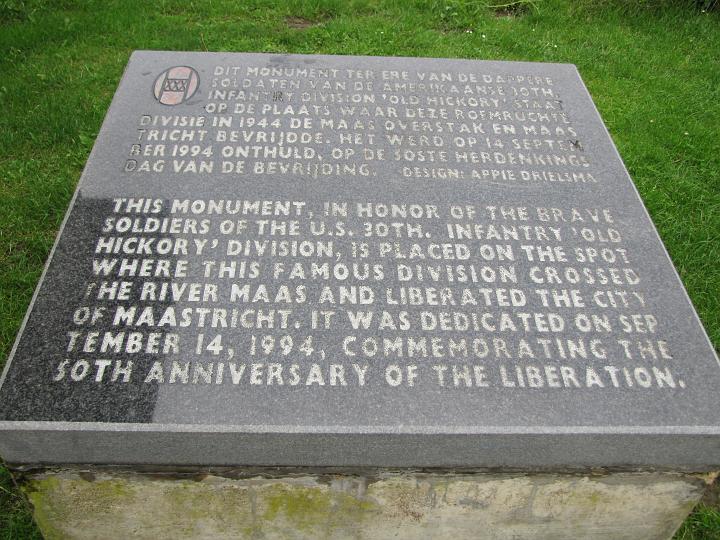 XXX
DIT MONUMENT TER ERE VAN DE DAPPERE
SOLDATEN VAN DE AMERIKAANSE 30TH.
INFANTRY DIVISION 'OLD HICKORY' STAAT
OP DE PLAATS WAAR DEZE ROEMRUCHTE
DIVISIE IN 1944 DE MAAS OVERSTAK EN MAAS
TRICHT BEVRIJDDE. HET WERD OP 14 SEPTEM
BER 1994 ONTHULD, OP DE 50STE HERDENKINGS
DAG VAN DE BEVRIJDING. DESIGN: APPIE DRIELSMA
THIS MONUMENT, IN HONOR OF THE BRAVE
SOLDIERS OF THE U.S. 30TH. INFANTRY 'OLD
HICKORY' DIVISION, IS PLACED ON THE SPOT
WHERE THIS FAMOUS DIVISION CROSSED
THE RIVER MAAS AND LIBERATED THE CITY
OF MAASTRICHT. IT WAS DEDICATED ON SEP
TEMBER 14, 1994, COMMEMORATING THE
50TH ANNIVERSARY OF THE LIBERATION.